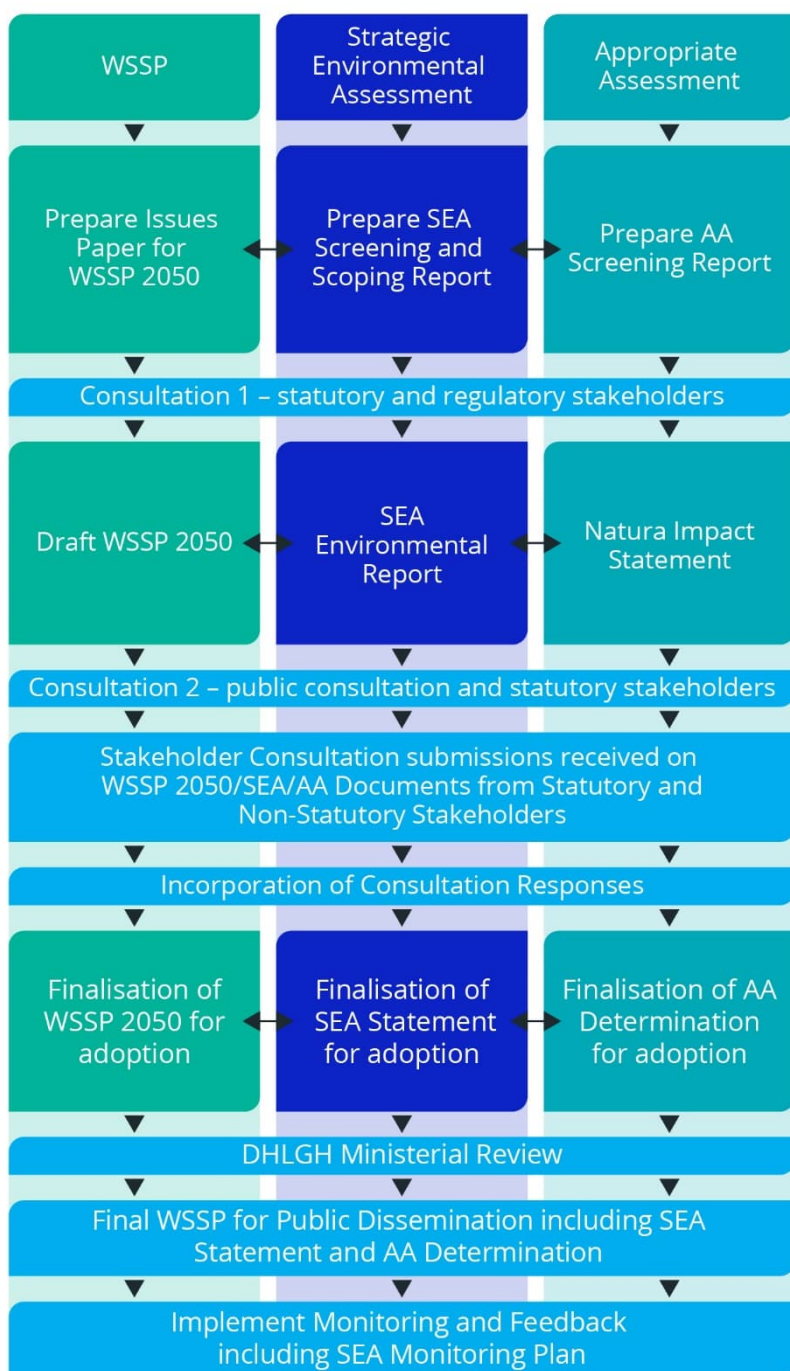 WSSP
Strategic
Environmental
Assessment
Appropriate
Assessment
Prepare Issues
Paper for
WSSP 2050
Prepare SEA
Screening and
Scoping Report
Prepare AA
Screening Report
Consultation 1 – statutory and regulatory stakeholders
Draft WSSP 2050
SEA
Environmental
Report
Natura Impact
Statement
Consultation 2 – public consultation and statutory stakeholders
Stakeholder Consultation submissions received on
WSSP 2050/SEA/AA Documents from Statutory and
Non-Statutory Stakeholders
Incorporation of Consultation Responses
Finalisation of
WSSP 2050 for
adoption
Finalisation of
SEA Statement
for adoption
Finalisation of AA
Determination
for adoption
DHLGH Ministerial Review
Final WSSP for Public Dissemination including SEA
Statement and AA Determination
Implement Monitoring and Feedback
including SEA Monitoring Plan